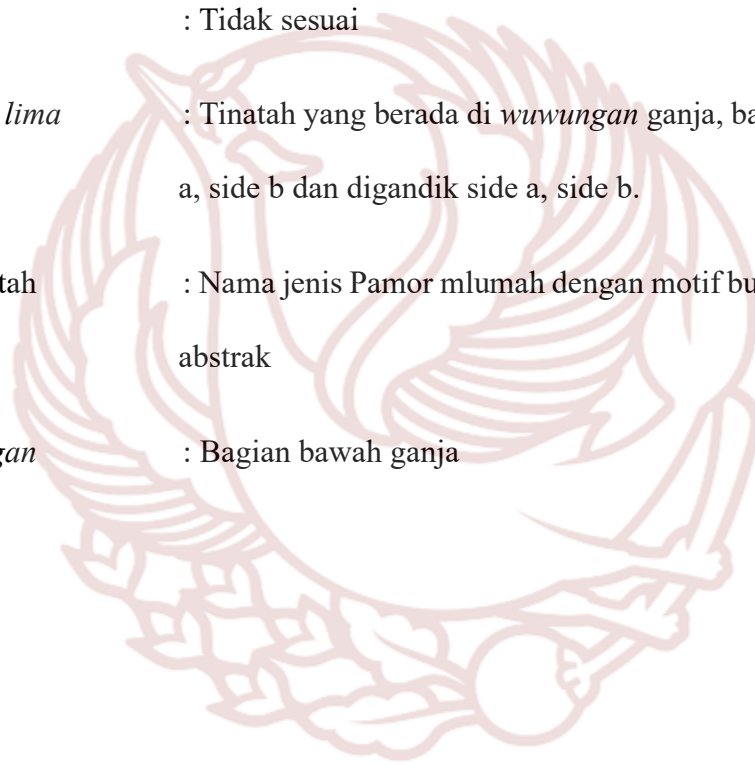 : Tidak sesuai
lima : Tinatah yang berada di wuwungan ganja, ba
a, side b dan digandik side a, side b.
tah : Nama jenis Pamor mlumah dengan motif bu
abstrak
gan : Bagian bawah ganja